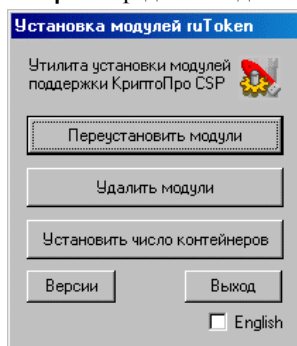 Установка модулей ruToken
Утилита установки модулей
поддержки КриптоПро CSP
Переустановить модули
Удалить модули
Установить число контейнеров
Версии
Выход
English